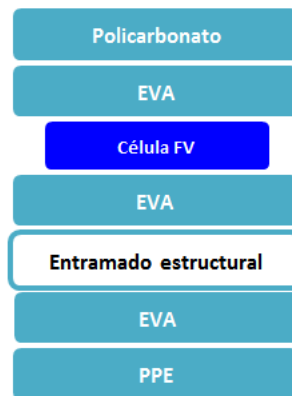 Policarbonato
EVA
Célula FV
EVA
Entramado estructural
EVA
PPE